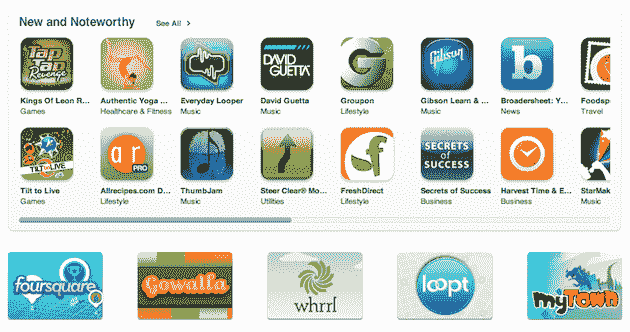 New and Noteworthy See All >
TAP TAP Revenge
DAVID GUETTA
G
Gibson
b
Kings Of Leon R... Authentic Yoga ... Everyday Looper David Guetta Groupon Gibson Learn & ... Broadersheet: Y... Foodsp
Games Healthcare & Fitness Music Music Lifestyle Music News Travel
TILT to LIVE
ar PRO
f
SECRETS OF SUCCESS
Tilt to Live Allrecipes.com D... ThumbJam Steer Clear® Mo... FreshDirect Secrets of Success Harvest Time & E... StarMak
Games Lifestyle Music Utilities Lifestyle Business Business Music
foursquare Gowalla whrrl loopt myTown